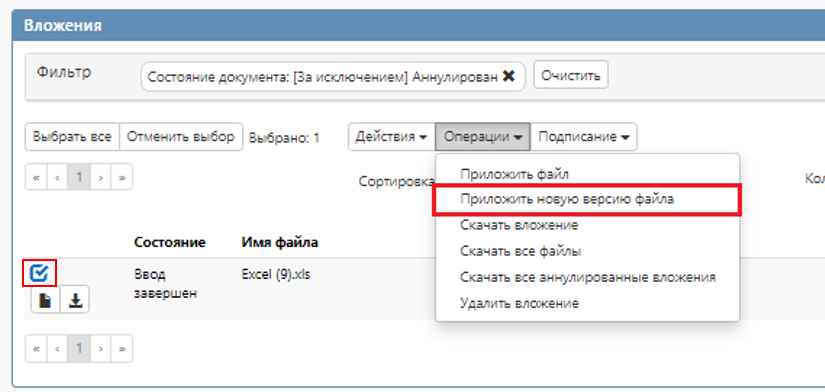 Вложения
Фильтр
Состояние документа: [За исключением] Аннулирован ✖
Очистить
Выбрать все Отменить выбор Выбрано: 1 Действия Операции Подписание
« ‹ 1 › »
Сортировка
Кол
Приложить файл
Приложить новую версию файла
Скачать вложение
Скачать все файлы
Скачать все аннулированные вложения
Удалить вложение
Состояние Имя файла
Ввод
завершен
Excel (9).xls
« ‹ 1 › »